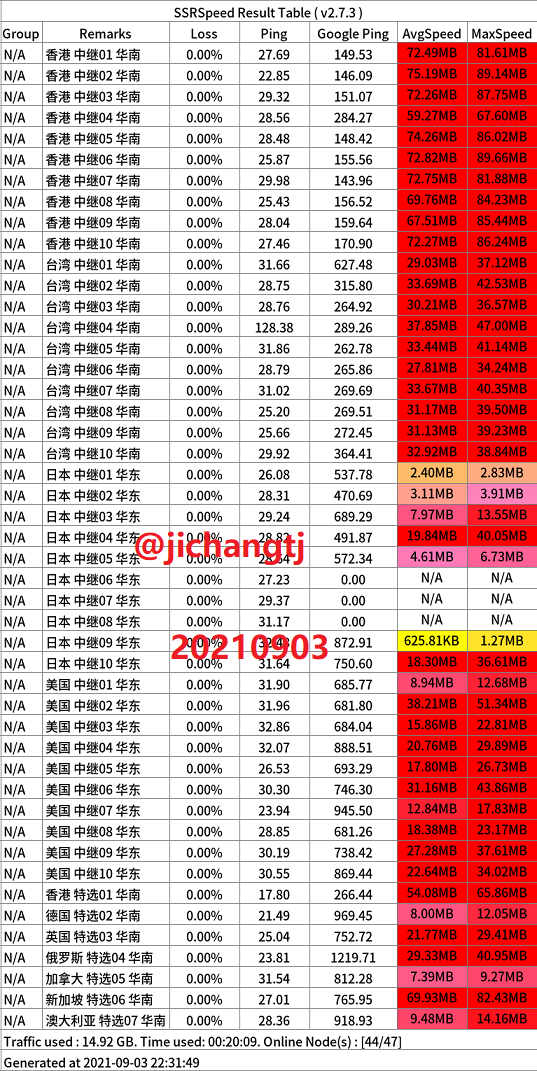 SSRSpeed Result Table ( v2.7.3 )
Group Remarks Loss Ping Google Ping AvgSpeed MaxSpeed
N/A 香港 中继01 华南 0.00% 27.69 149.53 72.49MB 81.61MB
N/A 香港 中继02 华南 0.00% 22.85 146.09 75.19MB 89.14MB
N/A 香港 中继03 华南 0.00% 29.32 151.07 72.26MB 87.75MB
N/A 香港 中继04 华南 0.00% 28.56 284.27 59.27MB 67.60MB
N/A 香港 中继05 华南 0.00% 28.48 148.42 74.26MB 86.02MB
N/A 香港 中继06 华南 0.00% 25.87 155.56 72.82MB 89.66MB
N/A 香港 中继07 华南 0.00% 29.98 143.96 72.75MB 81.88MB
N/A 香港 中继08 华南 0.00% 25.43 156.52 69.76MB 84.23MB
N/A 香港 中继09 华南 0.00% 28.04 159.64 67.51MB 85.44MB
N/A 香港 中继10 华南 0.00% 27.46 170.90 72.27MB 86.24MB
N/A 台湾 中继01 华南 0.00% 31.66 627.48 29.03MB 37.12MB
N/A 台湾 中继02 华南 0.00% 28.75 315.80 33.69MB 42.53MB
N/A 台湾 中继03 华南 0.00% 28.76 264.92 30.21MB 36.57MB
N/A 台湾 中继04 华南 0.00% 128.38 289.26 37.85MB 47.00MB
N/A 台湾 中继05 华南 0.00% 31.86 262.78 33.44MB 41.14MB
N/A 台湾 中继06 华南 0.00% 28.79 265.86 27.81MB 34.24MB
N/A 台湾 中继07 华南 0.00% 31.02 269.69 33.67MB 40.35MB
N/A 台湾 中继08 华南 0.00% 25.20 269.51 31.17MB 39.50MB
N/A 台湾 中继09 华南 0.00% 25.66 272.45 31.13MB 39.23MB
N/A 台湾 中继10 华南 0.00% 29.92 364.41 32.92MB 38.84MB
N/A 日本 中继01 华东 0.00% 26.08 537.78 2.40MB 2.83MB
N/A 日本 中继02 华东 0.00% 28.31 470.69 3.11MB 3.91MB
N/A 日本 中继03 华东 0.00% 29.24 689.29 7.97MB 13.55MB
N/A 日本 中继04 华东 0.00% 28.82 491.87 19.84MB 40.05MB
@jichangtj
N/A 日本 中继05 华东 0.00% 572.34 4.61MB 6.73MB
N/A 日本 中继06 华东 0.00% 27.23 0.00 N/A N/A
N/A 日本 中继07 华东 0.00% 29.37 0.00 N/A N/A
N/A 日本 中继08 华东 0.00% 31.17 0.00 N/A N/A
N/A 日本 中继09 华东 0.00% 872.91 625.81KB 1.27MB
20210903
N/A 日本 中继10 华东 0.00% 31.64 750.60 18.30MB 36.61MB
N/A 美国 中继01 华东 0.00% 31.90 685.77 8.94MB 12.68MB
N/A 美国 中继02 华东 0.00% 31.96 681.80 38.21MB 51.34MB
N/A 美国 中继03 华东 0.00% 32.86 684.04 15.86MB 22.81MB
N/A 美国 中继04 华东 0.00% 32.07 888.51 20.76MB 29.89MB
N/A 美国 中继05 华东 0.00% 26.53 693.29 17.80MB 26.73MB
N/A 美国 中继06 华东 0.00% 30.30 746.30 31.16MB 43.86MB
N/A 美国 中继07 华东 0.00% 23.94 945.50 12.84MB 17.83MB
N/A 美国 中继08 华东 0.00% 28.85 681.26 18.38MB 23.17MB
N/A 美国 中继09 华东 0.00% 30.19 738.42 27.28MB 37.61MB
N/A 美国 中继10 华东 0.00% 30.55 869.44 22.64MB 34.02MB
N/A 香港 特选01 华南 0.00% 17.80 266.44 54.08MB 65.86MB
N/A 德国 特选02 华南 0.00% 21.49 969.45 8.00MB 12.05MB
N/A 英国 特选03 华南 0.00% 25.04 752.72 21.77MB 29.41MB
N/A 俄罗斯 特选04 华南 0.00% 23.81 1219.71 29.33MB 40.95MB
N/A 加拿大 特选05 华南 0.00% 31.54 812.28 7.39MB 9.27MB
N/A 新加坡 特选06 华南 0.00% 27.01 765.95 69.93MB 82.43MB
N/A 澳大利亚 特选07 华南 0.00% 28.36 918.93 9.48MB 14.16MB
Traffic used : 14.92 GB. Time used: 00:20:09. Online Node(s) : [44/47]
Generated at 2021-09-03 22:31:49